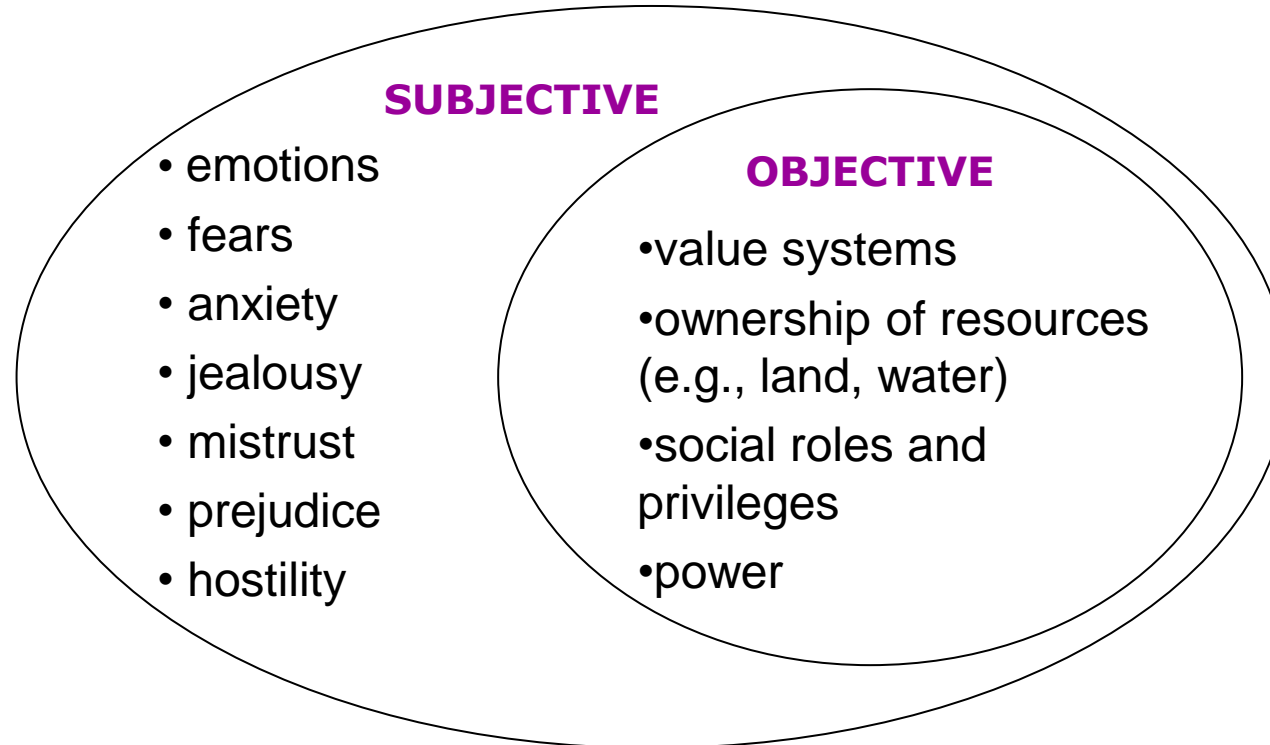 SUBJECTIVE
• emotions
• fears
• anxiety
• jealousy
• mistrust
• prejudice
• hostility
OBJECTIVE
•value systems
•ownership of resources
(e.g., land, water)
•social roles and
privileges
•power